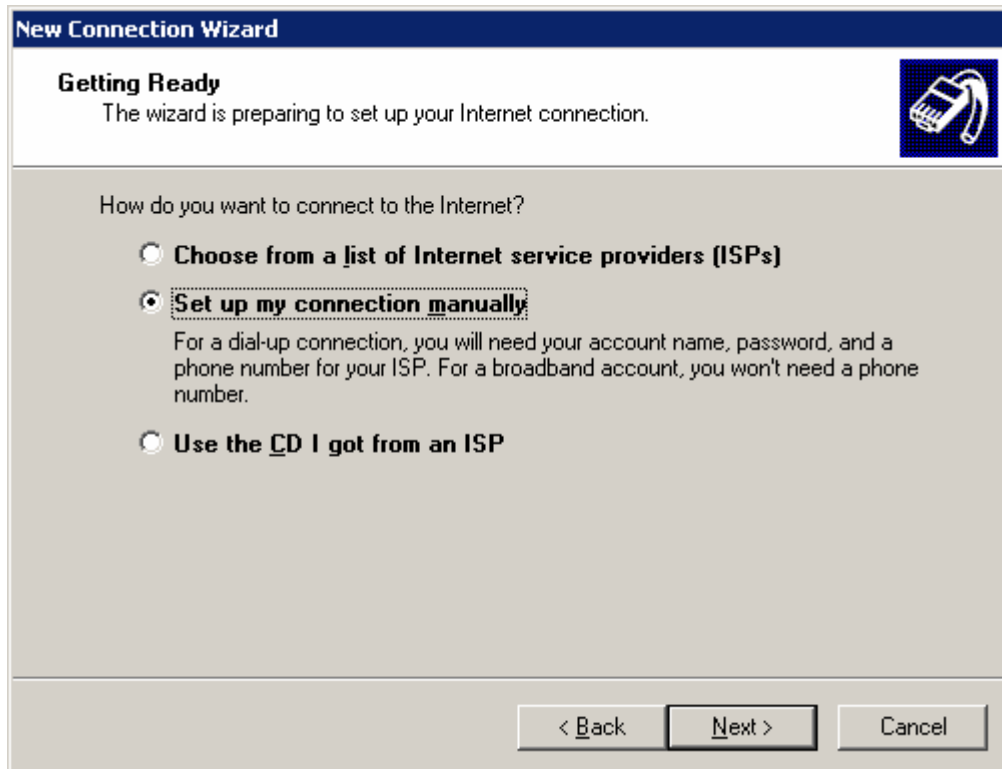 New Connection Wizard
Getting Ready
The wizard is preparing to set up your Internet connection.
How do you want to connect to the Internet?
Choose from a list of Internet service providers (ISPs)
Set up my connection manually
For a dial-up connection, you will need your account name, password, and a
phone number for your ISP. For a broadband account, you won't need a phone
number.
Use the CD I got from an ISP
< Back Next > Cancel